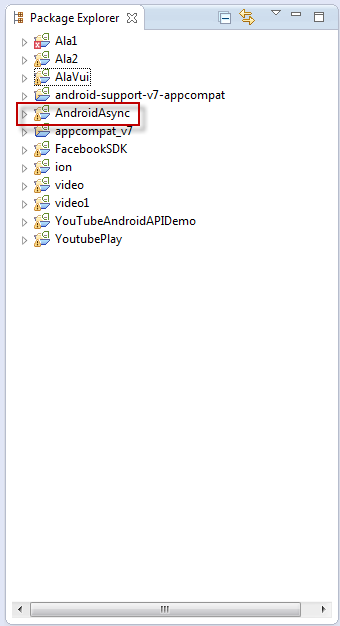 Package Explorer
Ala1
Ala2
AlaVui
android-support-v7-appcompat
AndroidAsync
appcompat_v7
FacebookSDK
ion
video
video1
YouTubeAndroidAPIDemo
YoutubePlay